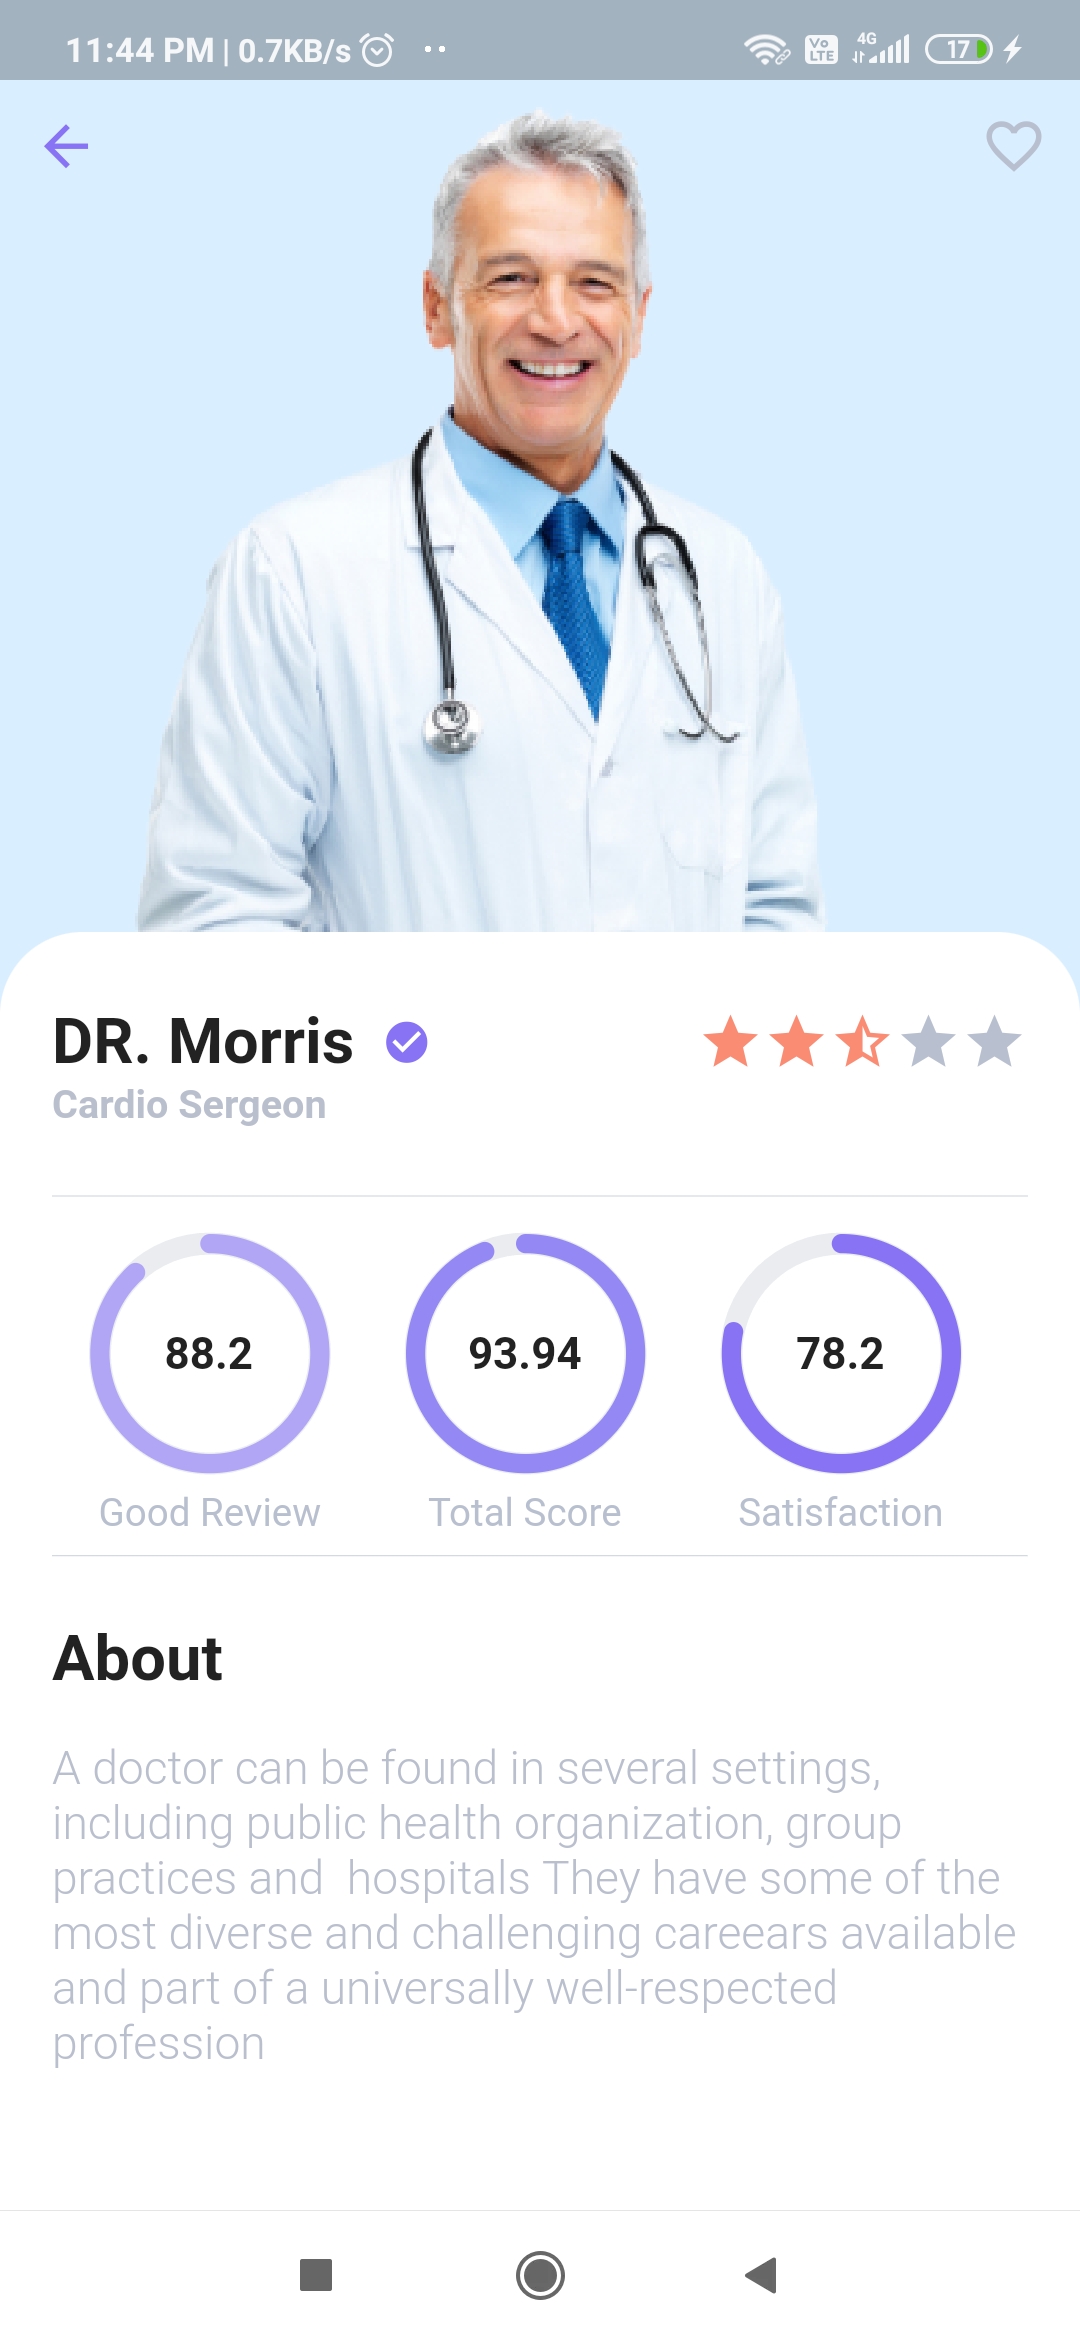 11:44 PM | 0.7KB/s
Vo LTE
4G
17
DR. Morris
Cardio Sergeon
88.2
93.94
78.2
Good Review
Total Score
Satisfaction
About
A doctor can be found in several settings,
including public health organization, group
practices and  hospitals They have some of the
most diverse and challenging careears available
and part of a universally well-respected
profession